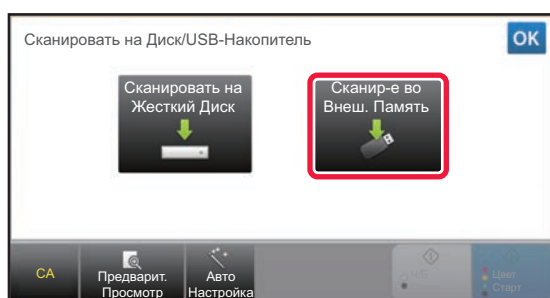 Сканировать на Диск/USB-Накопитель
OK
Сканировать на
Жесткий Диск
Сканир-е во
Внеш. Память
CA
Предварит.
Просмотр
Авто
Настройка
Ч/Б
Старт
Цвет
Старт